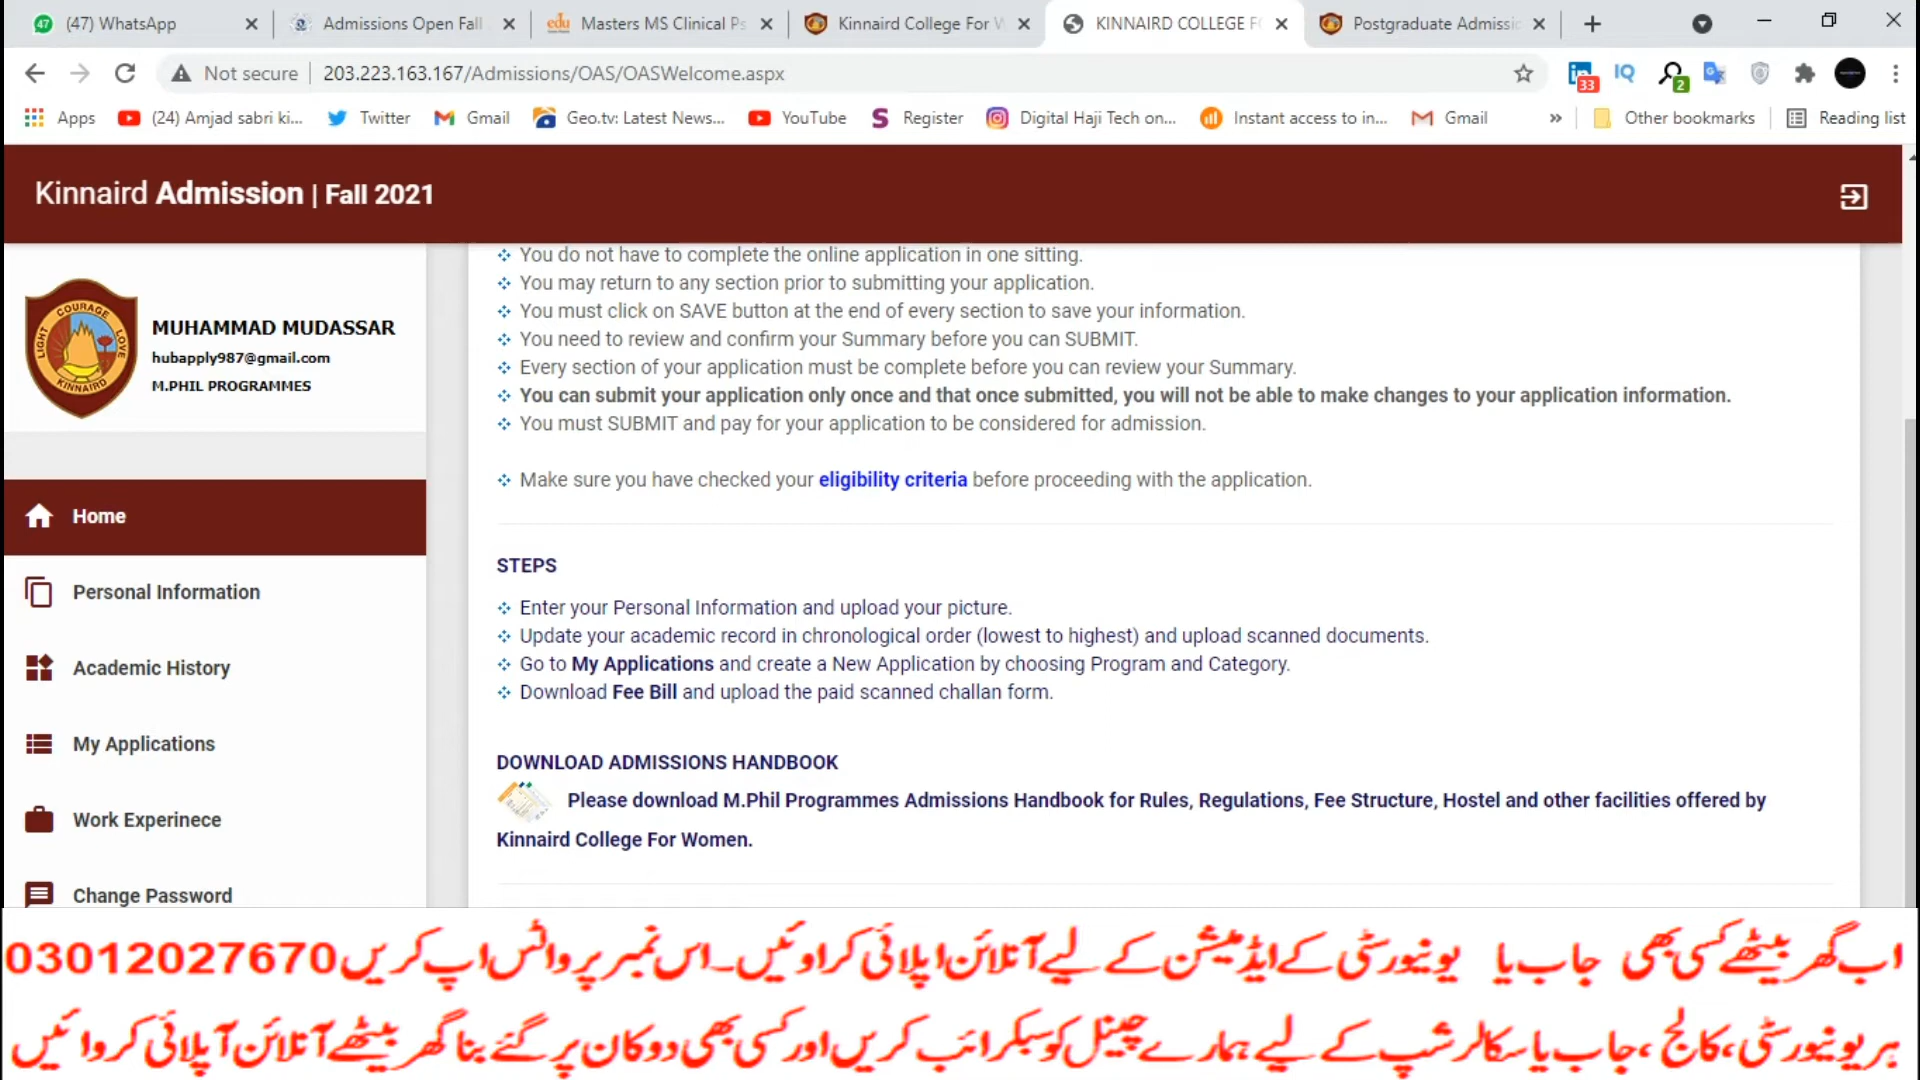 (47) WhatsApp
Admissions Open Fall
Masters MS Clinical Ps
Kinnaird College For W
KINNAIRD COLLEGE FO
Postgraduate Admissic
Not secure
203.223.163.167/Admissions/OAS/OASWelcome.aspx
33
IQ
2
Apps
(24) Amjad sabri ki...
Twitter
Gmail
Geo.tv: Latest News...
YouTube
Register
Digital Haji Tech on...
Instant access to in...
Gmail
»
Other bookmarks
Reading list
Kinnaird Admission | Fall 2021
LIGHT COURAGE LOVE
KINNAIRD
MUHAMMAD MUDASSAR
hubapply987@gmail.com
M.PHIL PROGRAMMES
Home
Personal Information
Academic History
My Applications
Work Experinece
Change Password
You do not have to complete the online application in one sitting.
You may return to any section prior to submitting your application.
You must click on SAVE button at the end of every section to save your information.
You need to review and confirm your Summary before you can SUBMIT.
Every section of your application must be complete before you can review your Summary.
You can submit your application only once and that once submitted, you will not be able to make changes to your application information.
You must SUBMIT and pay for your application to be considered for admission.
Make sure you have checked your eligibility criteria before proceeding with the application.
STEPS
Enter your Personal Information and upload your picture.
Update your academic record in chronological order (lowest to highest) and upload scanned documents.
Go to My Applications and create a New Application by choosing Program and Category.
Download Fee Bill and upload the paid scanned challan form.
DOWNLOAD ADMISSIONS HANDBOOK
Please download M.Phil Programmes Admissions Handbook for Rules, Regulations, Fee Structure, Hostel and other facilities offered by
Kinnaird College For Women.
اب گھر بیٹھے کسی بھی جاب یا یونیورسٹی کے ایڈمیشن کے لیے آنلائن اپلائی کراوئیں۔اس نمبر پر واٹس اپ کریں 03012027670
ہر یونیورسٹی، کالج ،جاب یا سکالرشپ کے لیے ہمارے چینل کو سبکرائب کریں اور کسی بھی دوکان پر گئے بنا گھر بیٹھے آنلائن آپلائی کروائیں